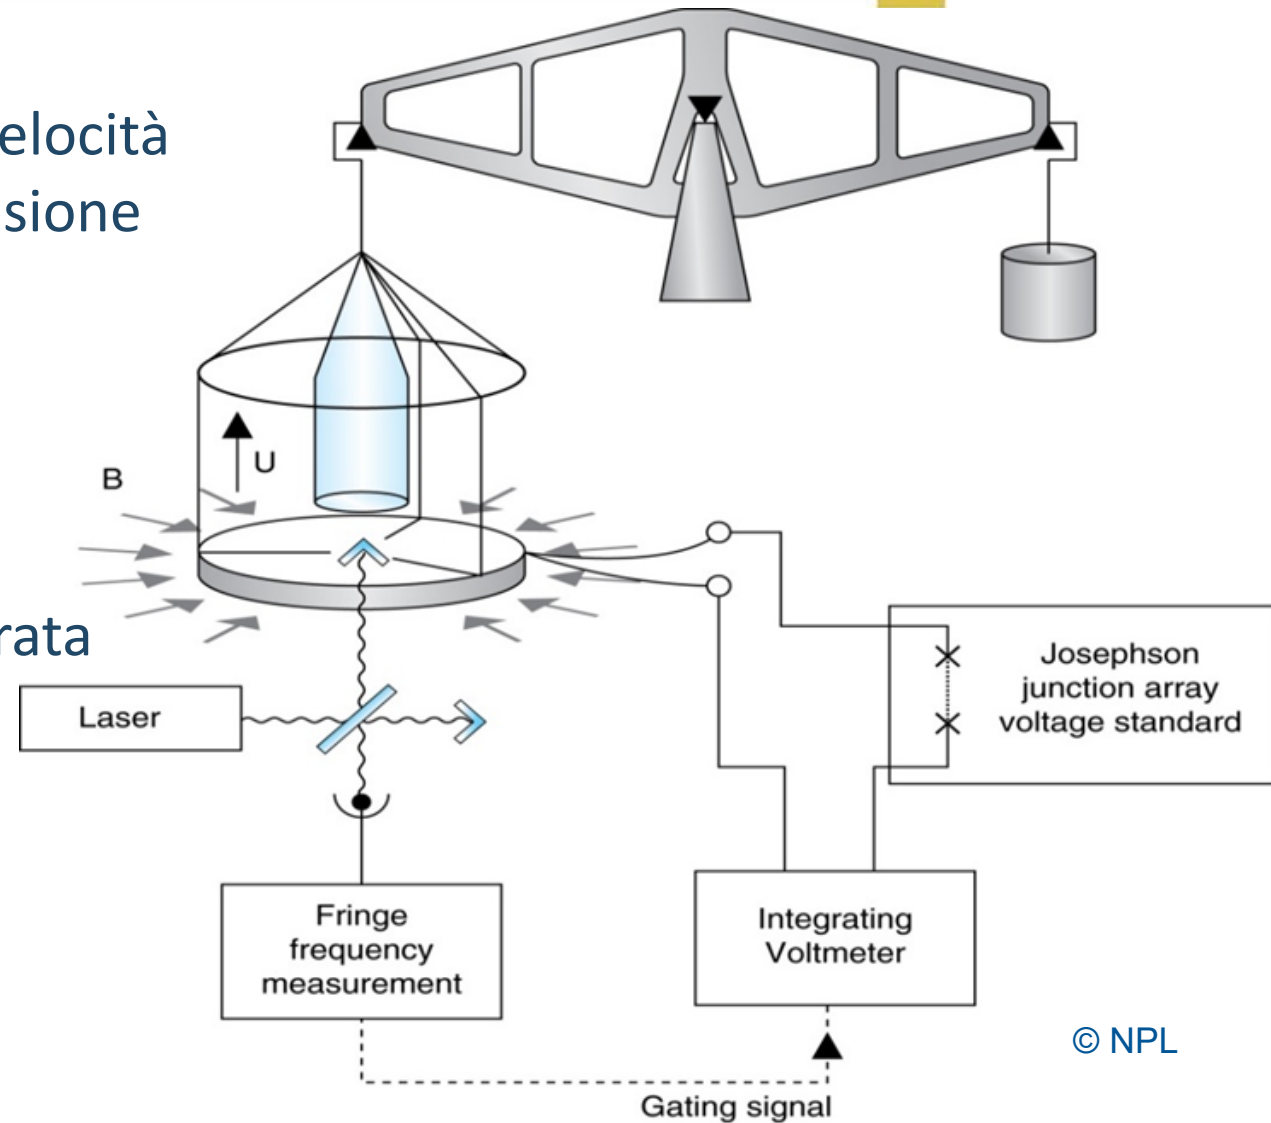 elocità
sione
U
B
rata
Laser
Josephson
junction array
voltage standard
Fringe
frequency
measurement
Integrating
Voltmeter
© NPL
Gating signal